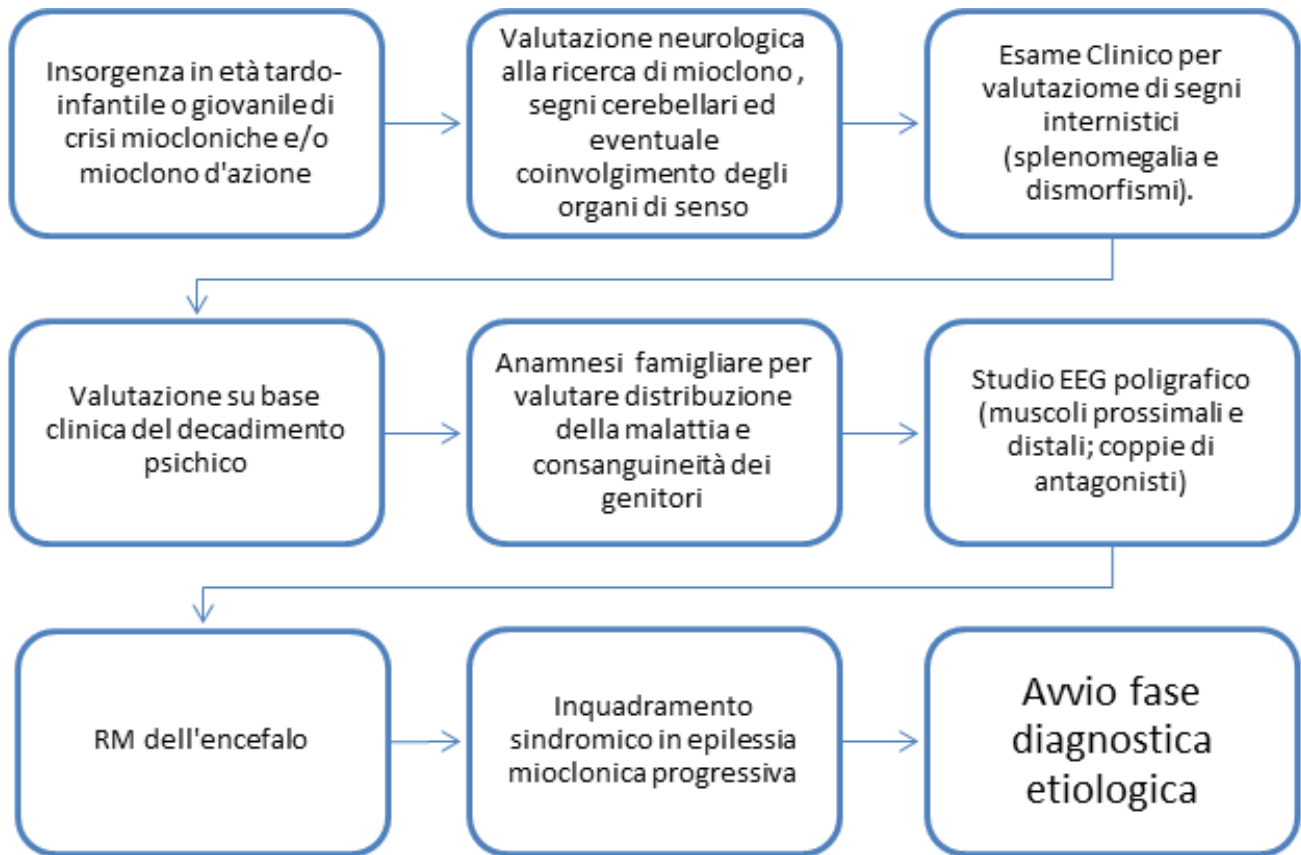 Insorgenza in età tardo-
infantile o giovanile di
crisi miocloniche e/o
mioclono d'azione
Valutazione neurologica
alla ricerca di mioclono ,
segni cerebellari ed
eventuale
coinvolgimento degli
organi di senso
Esame Clinico per
valutaziome di segni
internistici
(splenomegalia e
dismorfismi).
Valutazione su base
clinica del decadimento
psichico
Anamnesi famigliare per
valutare distribuzione
della malattia e
consanguineità dei
genitori
Studio EEG poligrafico
(muscoli prossimali e
distali; coppie di
antagonisti)
RM dell'encefalo
Inquadramento
sindromico in epilessia
mioclonica progressiva
Avvio fase
diagnostica
etiologica